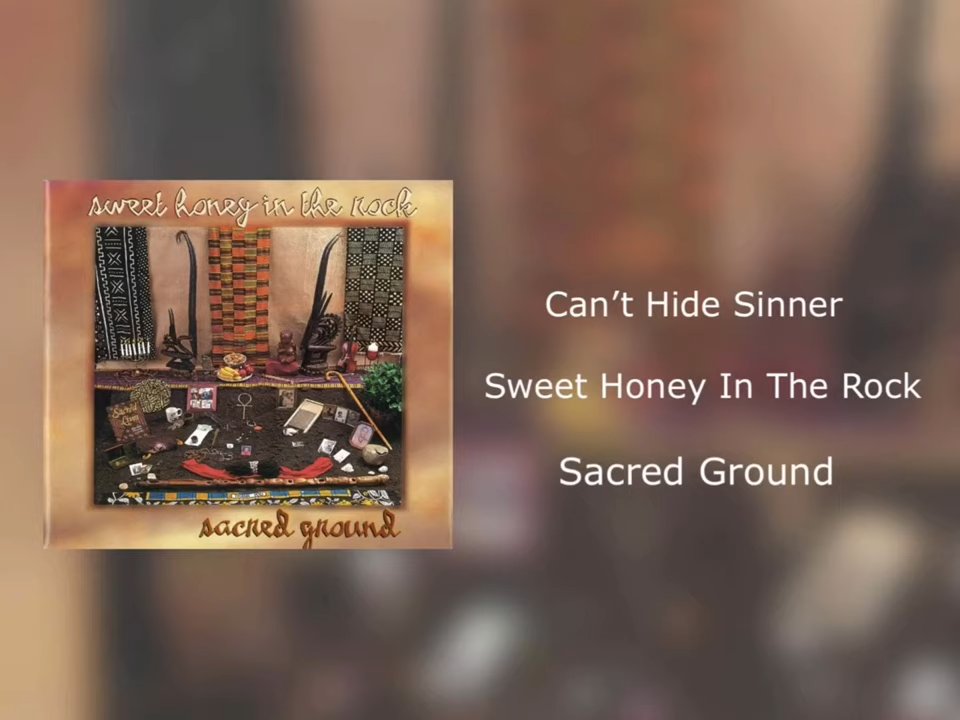 sweet honey in the rock
sacred ground
Can’t Hide Sinner
Sweet Honey In The Rock
Sacred Ground